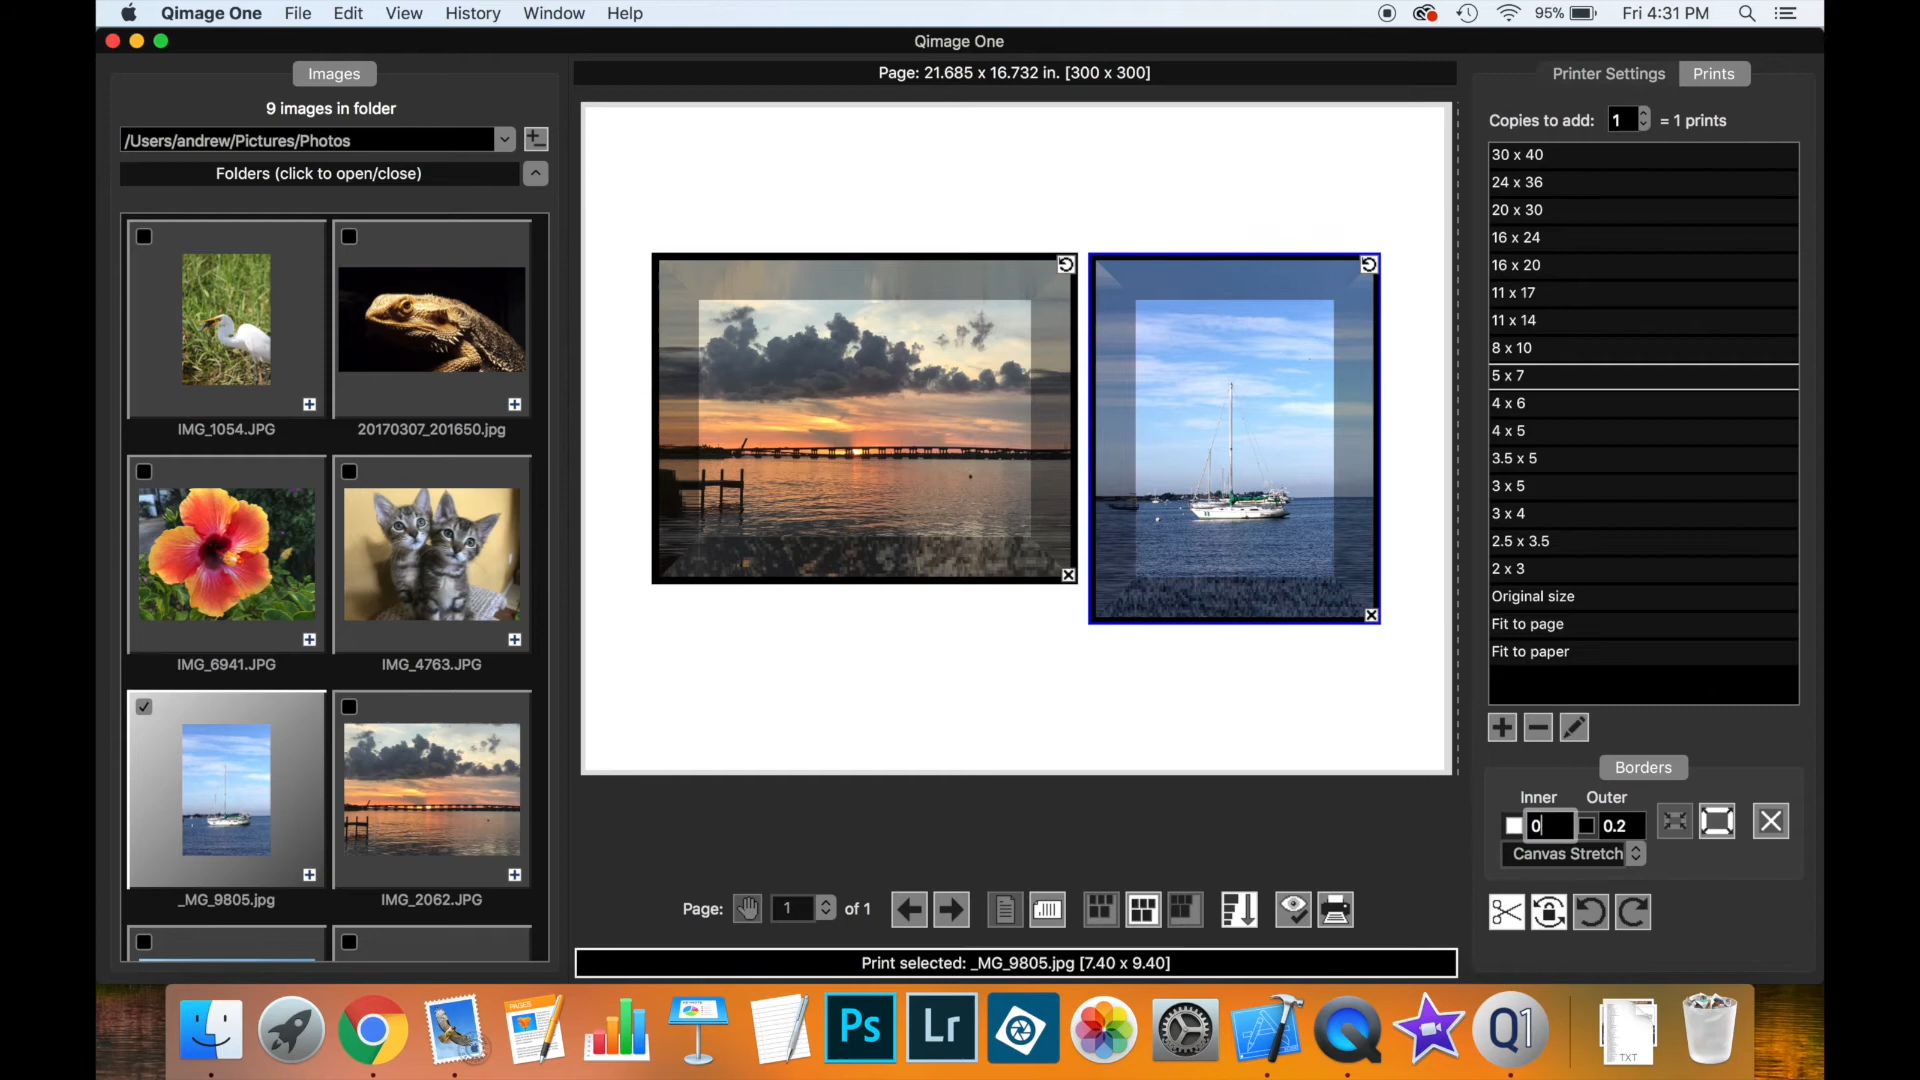 Qimage One File Edit View History Window Help
95% Fri 4:31 PM
Qimage One
Images
9 images in folder
/Users/andrew/Pictures/Photos
Folders (click to open/close)
IMG_1054.JPG
20170307_201650.jpg
IMG_6941.JPG
IMG_4763.JPG
_MG_9805.jpg
IMG_2062.JPG
Page: 21.685 x 16.732 in. [300 x 300]
Page: 1 of 1
Print selected: _MG_9805.jpg [7.40 x 9.40]
Printer Settings Prints
Copies to add: 1 = 1 prints
30 x 40
24 x 36
20 x 30
16 x 24
16 x 20
11 x 17
11 x 14
8 x 10
5 x 7
4 x 6
4 x 5
3.5 x 5
3 x 5
3 x 4
2.5 x 3.5
2 x 3
Original size
Fit to page
Fit to paper
Borders
Inner Outer
0 0.2
Canvas Stretch
PAGES
KEYNOTE
Ps
Lr
Q1
TXT